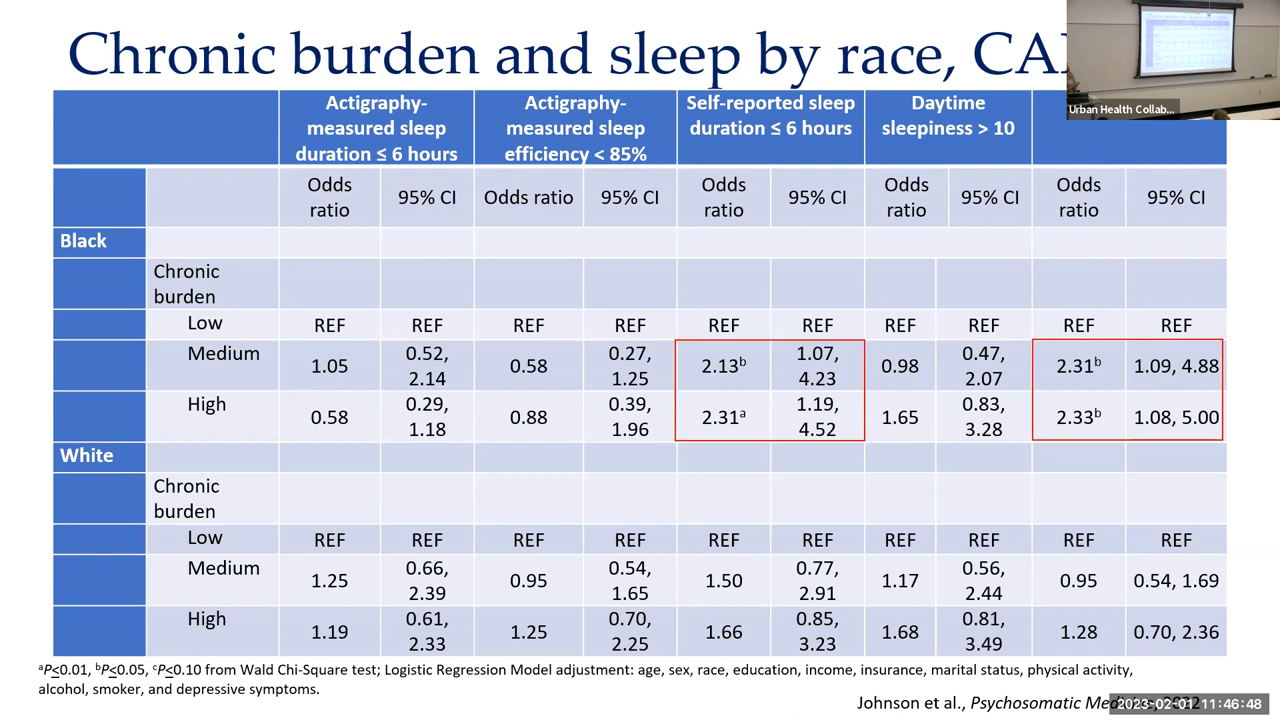 Chronic burden and sleep by race,
Urban Health Collab...
Actigraphy-
measured sleep
duration ≤ 6 hours
Actigraphy-
measured sleep
efficiency < 85%
Self-reported sleep
duration ≤ 6 hours
Daytime
sleepiness > 10
Odds
ratio
95% CI
Odds ratio
95% CI
Odds
ratio
95% CI
Odds
ratio
95% CI
Odds
ratio
95% CI
Black
Chronic
burden
Low REF REF REF REF REF REF REF REF REF REF
Medium 1.05 0.52, 2.14 0.58 0.27, 1.25 2.13ᵇ 1.07, 4.23 0.98 0.47, 2.07 2.31ᵇ 1.09, 4.88
High 0.58 0.29, 1.18 0.88 0.39, 1.96 2.31ᵃ 1.19, 4.52 1.65 0.83, 3.28 2.33ᵇ 1.08, 5.00
White
Chronic
burden
Low REF REF REF REF REF REF REF REF REF REF
Medium 1.25 0.66, 2.39 0.95 0.54, 1.65 1.50 0.77, 2.91 1.17 0.56, 2.44 0.95 0.54, 1.69
High 1.19 0.61, 2.33 1.25 0.70, 2.25 1.66 0.85, 3.23 1.68 0.81, 3.49 1.28 0.70, 2.36
ᵃP≤0.01, ᵇP≤0.05, ᶜP≤0.10 from Wald Chi-Square test; Logistic Regression Model adjustment: age, sex, race, education, income, insurance, marital status, physical activity,
alcohol, smoker, and depressive symptoms.
Johnson et al., Psychosomatic
2023-02-01 11:46:48